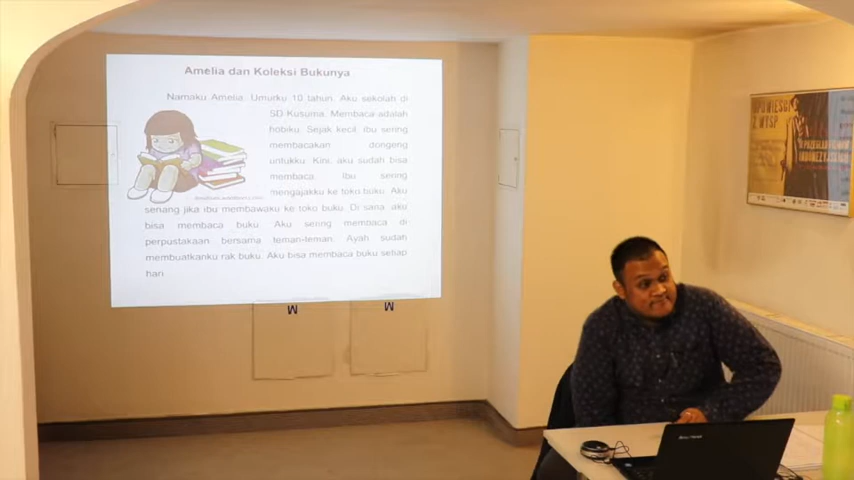 Amelia dan Koleksi Bukunya
Namaku Amelia. Umurku 10 tahun. Aku sekolah di
SD Kusuma. Membaca adalah
hobiku. Sejak kecil, ibu sering
membacakan dongeng
untukku. Kini, aku sudah bisa
membaca. Ibu sering
mengajakku ke toko buku. Aku
senang jika ibu membawaku ke toko buku. Di sana aku
bisa membaca buku. Aku sering membaca di
perpustakaan bersama teman-teman. Ayah sudah
membuatkanku rak buku. Aku bisa membaca buku setiap
hari
M
M
OPOWIEŚCI
Z WYSP